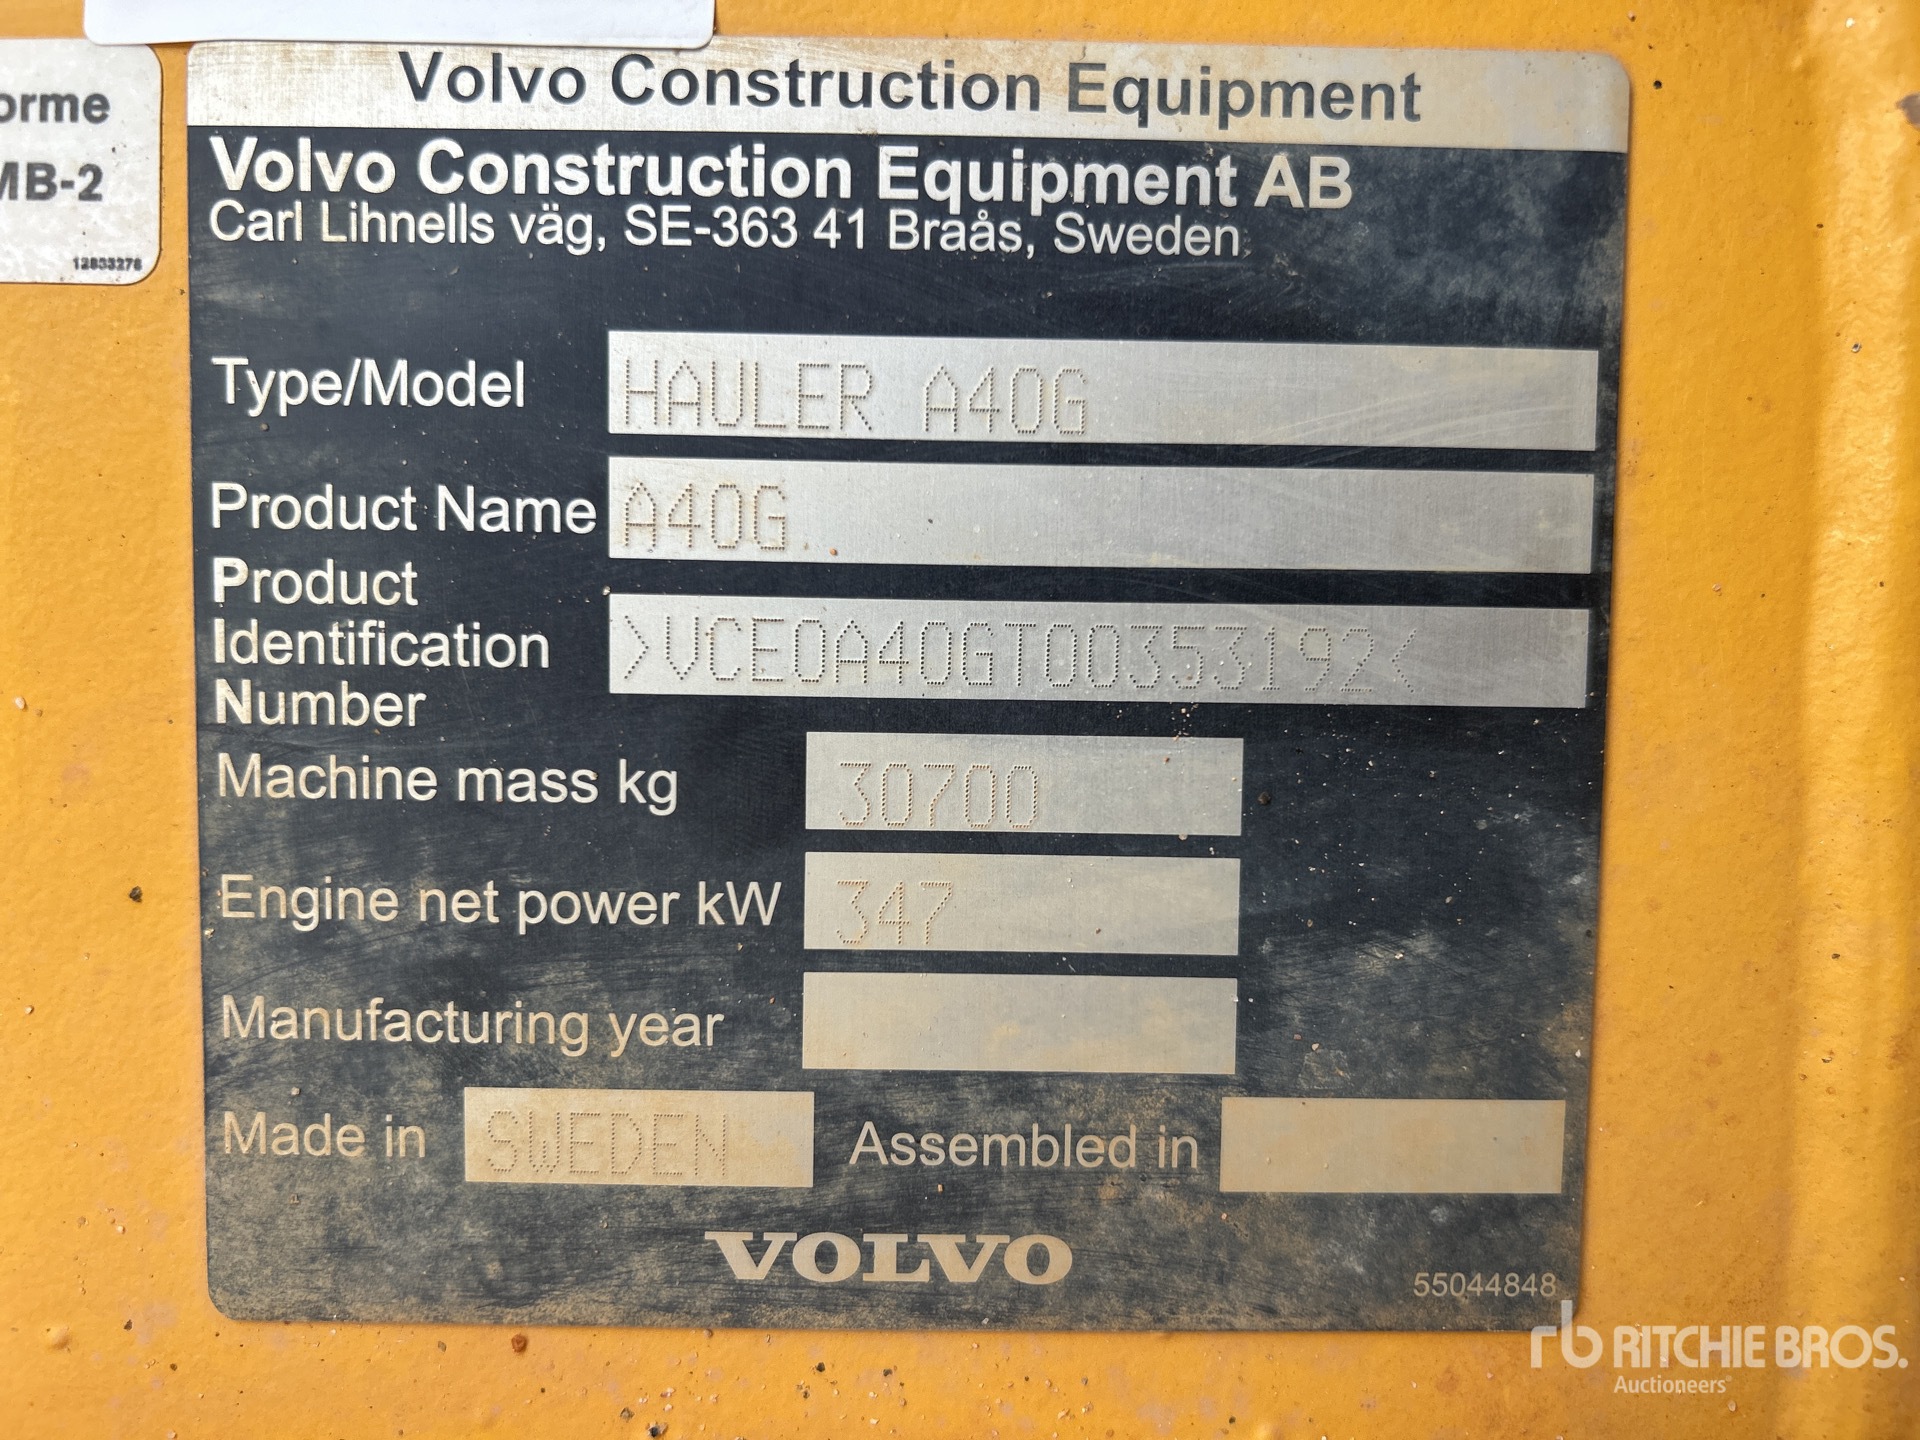 orme
MB-2
12833276
Volvo Construction Equipment
Volvo Construction Equipment AB
Carl Lihnells väg, SE-363 41 Braås, Sweden
Type/Model HAULER A40G
Product Name A40G
Product
Identification
Number
>VCE0A40GT00353192<
Machine mass kg 30700
Engine net power kW 347
Manufacturing year
Made in SWEDEN Assembled in
VOLVO
55044848
rb RITCHIE BROS.
Auctioneers